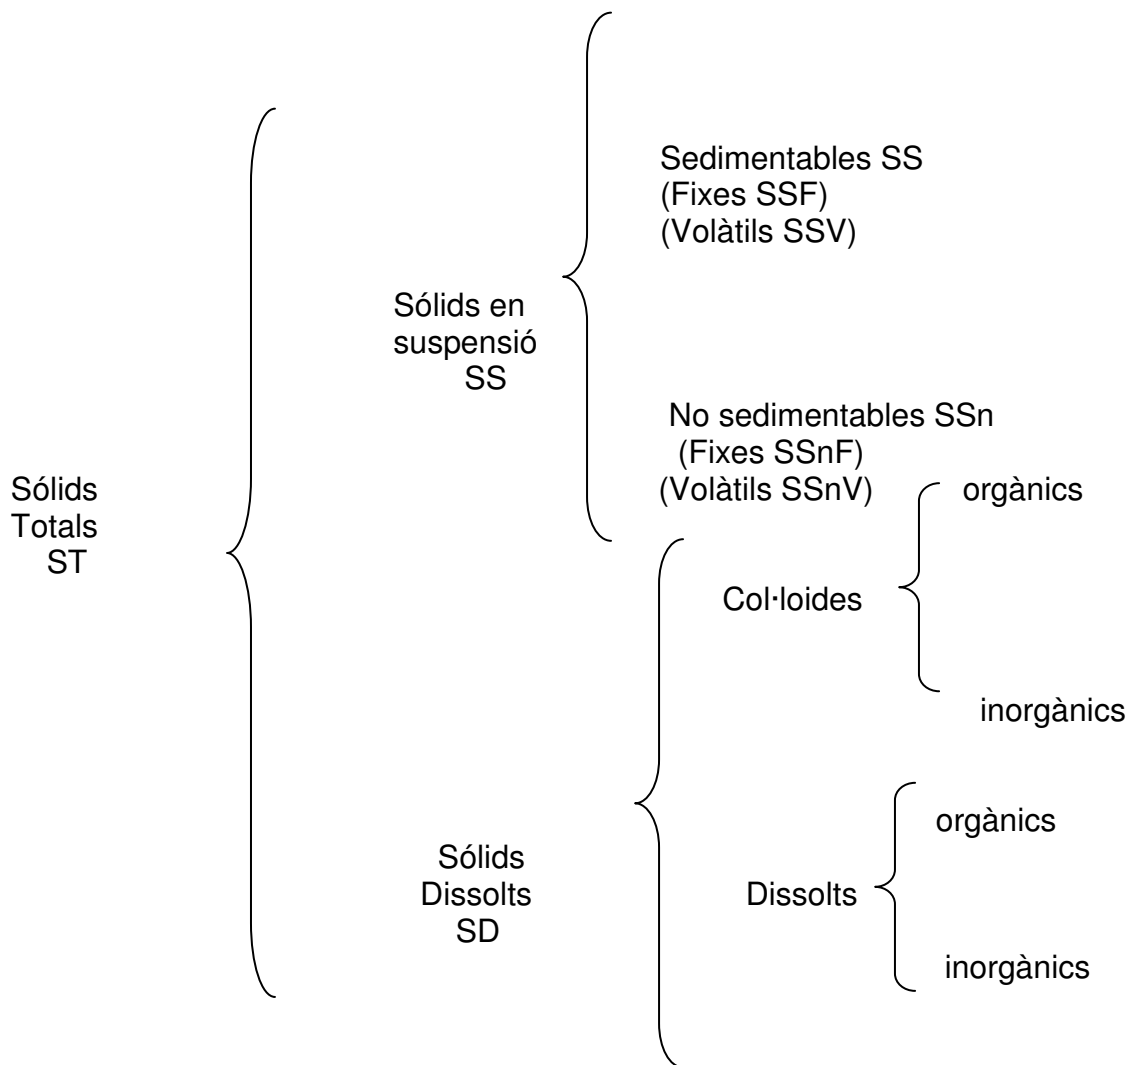 Sedimentables SS
(Fixes SSF)
(Volàtils SSV)
Sólids en
suspensió
SS
No sedimentables SSn
(Fixes SSnF)
(Volàtils SSnV)
Sólids
Totals
ST
orgànics
Col·loides
inorgànics
orgànics
Sólids
Dissolts
SD
Dissolts
inorgànics